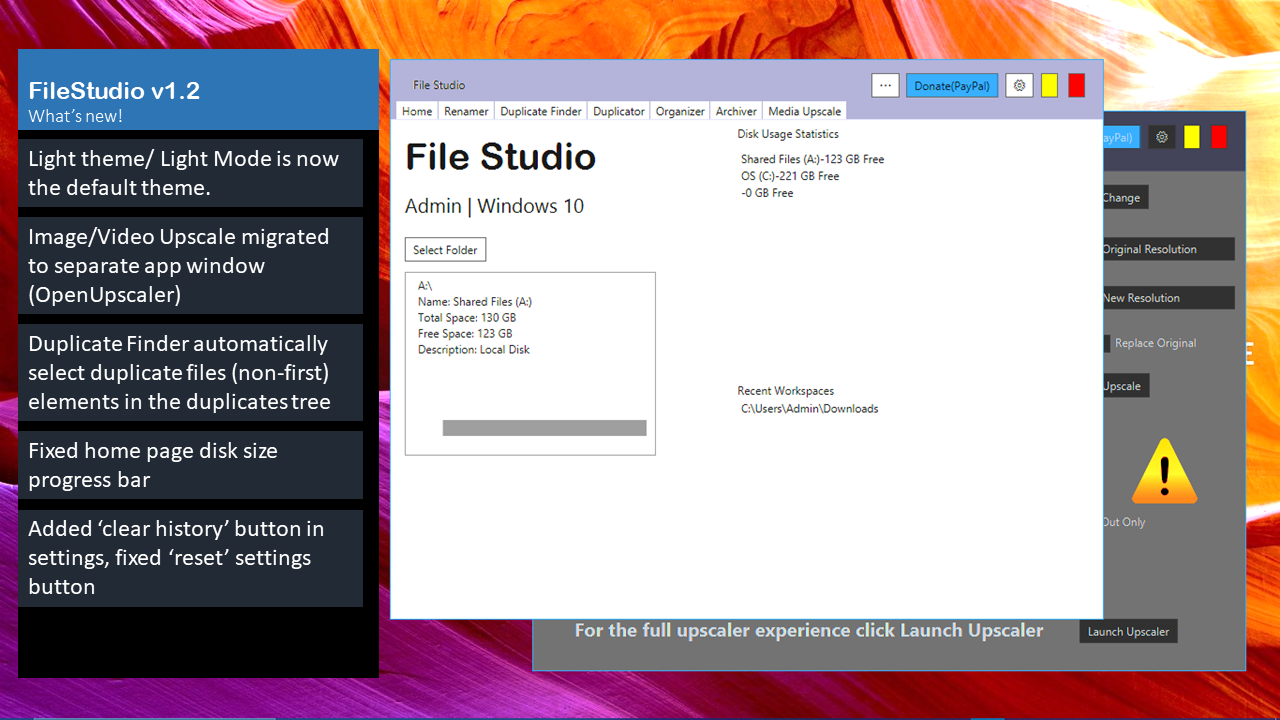 FileStudio v1.2
What's new!
Light theme/ Light Mode is now
the default theme.
Image/Video Upscale migrated
to separate app window
(OpenUpscaler)
Duplicate Finder automatically
select duplicate files (non-first)
elements in the duplicates tree
Fixed home page disk size
progress bar
Added ‘clear history’ button in
settings, fixed ‘reset’ settings
button
File Studio
...
Donate(PayPal)
Home Renamer Duplicate Finder Duplicator Organizer Archiver Media Upscale
File Studio
Admin | Windows 10
Select Folder
A:\
Name: Shared Files (A:)
Total Space: 130 GB
Free Space: 123 GB
Description: Local Disk
Disk Usage Statistics
Shared Files (A:)-123 GB Free
OS (C:)-221 GB Free
-0 GB Free
Recent Workspaces
C:\Users\Admin\Downloads
ayPal)
Change
Original Resolution
New Resolution
Replace Original
Upscale
Out Only
For the full upscaler experience click Launch Upscaler
Launch Upscaler